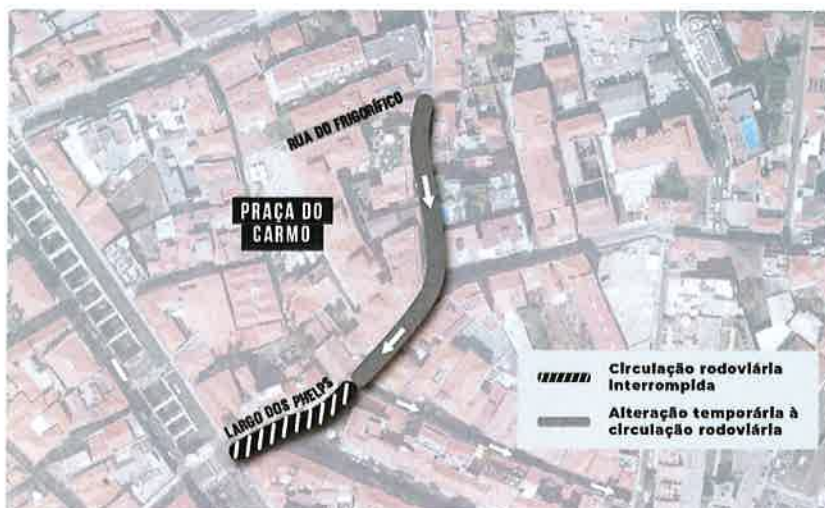 RUA DO FRIGORÍFICO
PRAÇA DO
CARMO
LARGO DOS PHELPS
Circulação rodoviária
interrompida
Alteração temporária à
circulação rodoviária